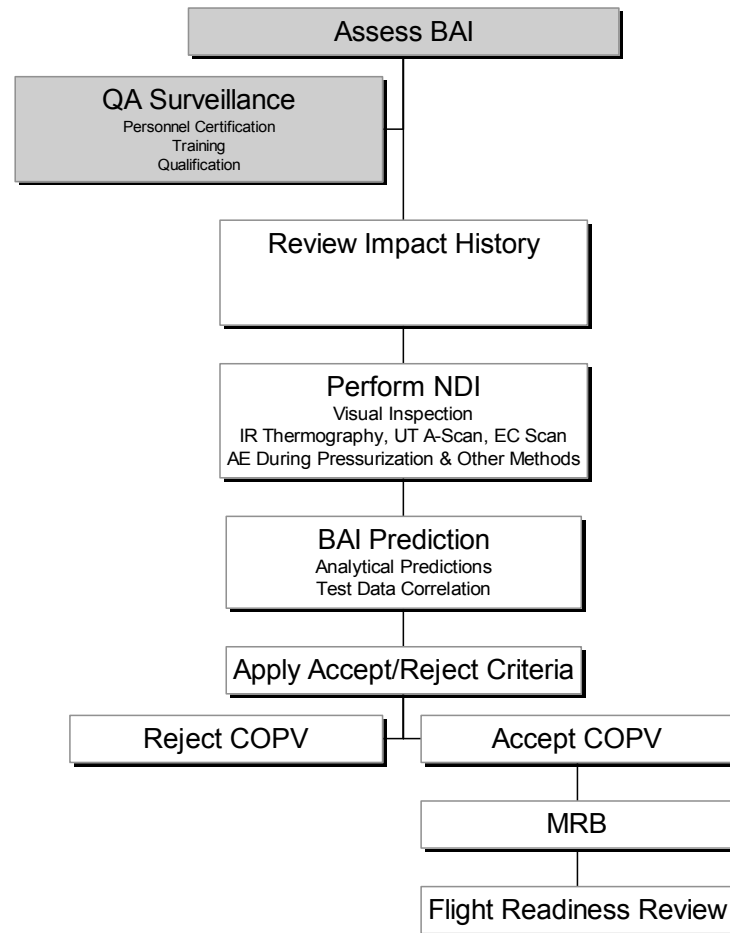 Assess BAI
QA Surveillance
Personnel Certification
Training
Qualification
Review Impact History
Perform NDI
Visual Inspection
IR Thermography, UT A-Scan, EC Scan
AE During Pressurization & Other Methods
BAI Prediction
Analytical Predictions
Test Data Correlation
Apply Accept/Reject Criteria
Reject COPV
Accept COPV
MRB
Flight Readiness Review